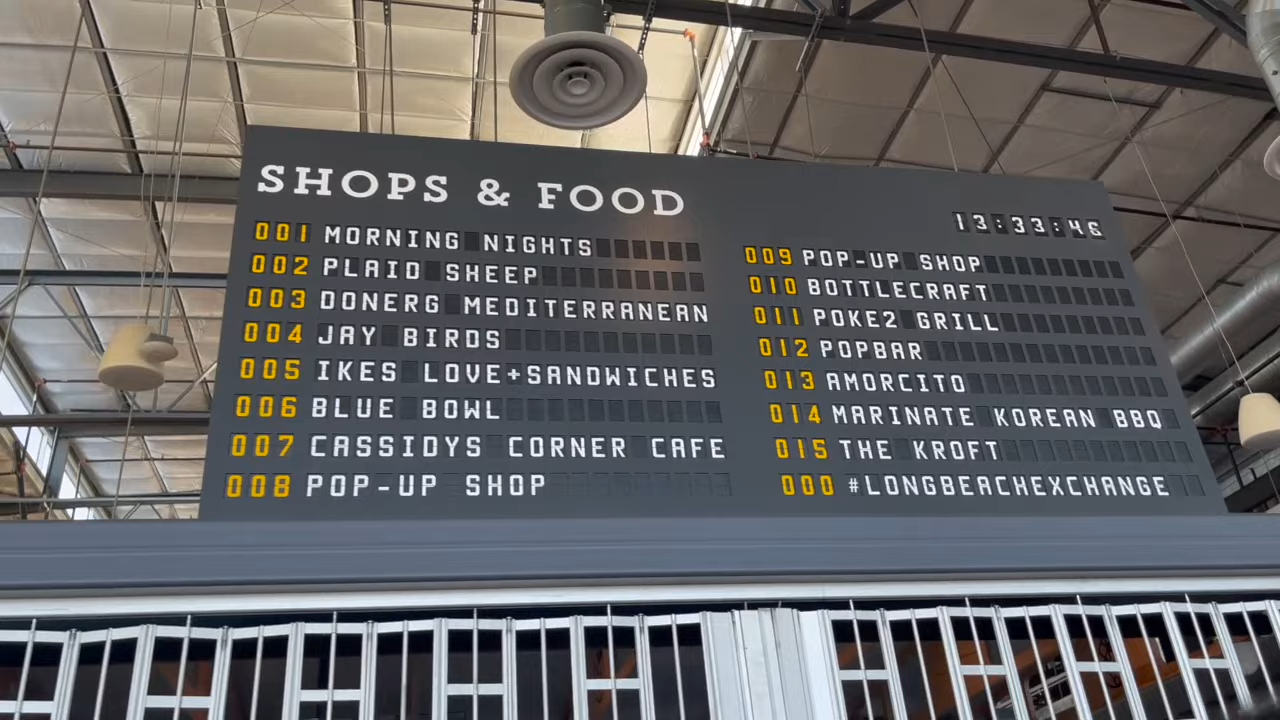 SHOPS & FOOD
13:33:46
001 MORNING NIGHTS
002 PLAID SHEEP
003 DONERG MEDITERRANEAN
004 JAY BIRDS
005 IKES LOVE+SANDWICHES
006 BLUE BOWL
007 CASSIDYS CORNER CAFE
008 POP-UP SHOP
009 POP-UP SHOP
010 BOTTLECRAFT
011 POKE2 GRILL
012 POPBAR
013 AMORCITO
014 MARINATE KOREAN BBQ
015 THE KROFT
000 #LONGBEACHEXCHANGE